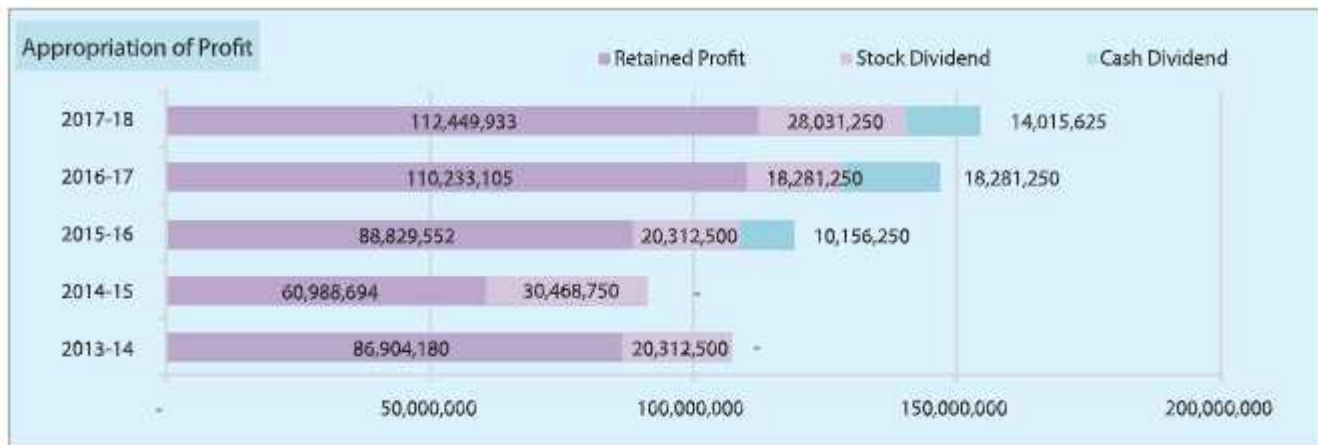 Appropriation of Profit
Retained Profit Stock Dividend Cash Dividend
2017-18 112,449,933 28,031,250 14,015,625
2016-17 110,233,105 18,281,250 18,281,250
2015-16 88,829,552 20,312,500 10,156,250
2014-15 60,988,694 30,468,750 -
2013-14 86,904,180 20,312,500 -
- 50,000,000 100,000,000 150,000,000 200,000,000